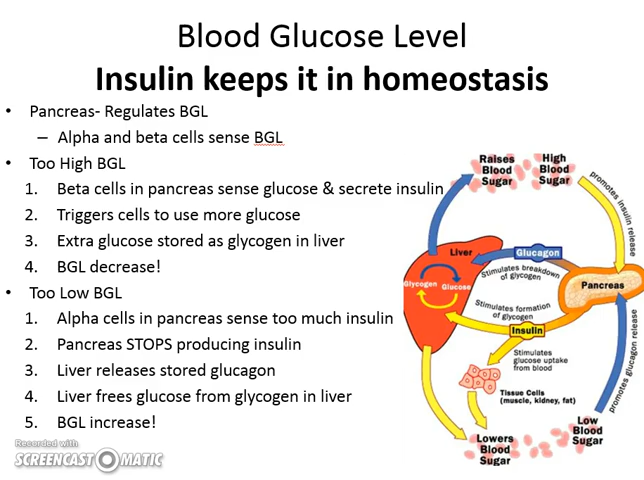 Blood Glucose Level
Insulin keeps it in homeostasis
• Pancreas- Regulates BGL
– Alpha and beta cells sense BGL
• Too High BGL
1. Beta cells in pancreas sense glucose & secrete insulin
2. Triggers cells to use more glucose
3. Extra glucose stored as glycogen in liver
4. BGL decrease!
• Too Low BGL
1. Alpha cells in pancreas sense too much insulin
2. Pancreas STOPS producing insulin
3. Liver releases stored glucagon
4. Liver frees glucose from glycogen in liver
5. BGL increase!
Raises
Blood
Sugar
High
Blood
Sugar
promotes insulin release
Liver
Glucagon
Stimulates breakdown
of glycogen
Glycogen
Glucose
Pancreas
Stimulates formation
of glycogen
Insulin
Stimulates
glucose uptake
from blood
Tissue Cells
(muscle, kidney, fat)
promotes glucagon release
Lowers
Blood
Sugar
Low
Blood
Sugar
Recorded with
SCREENCAST-O-MATIC